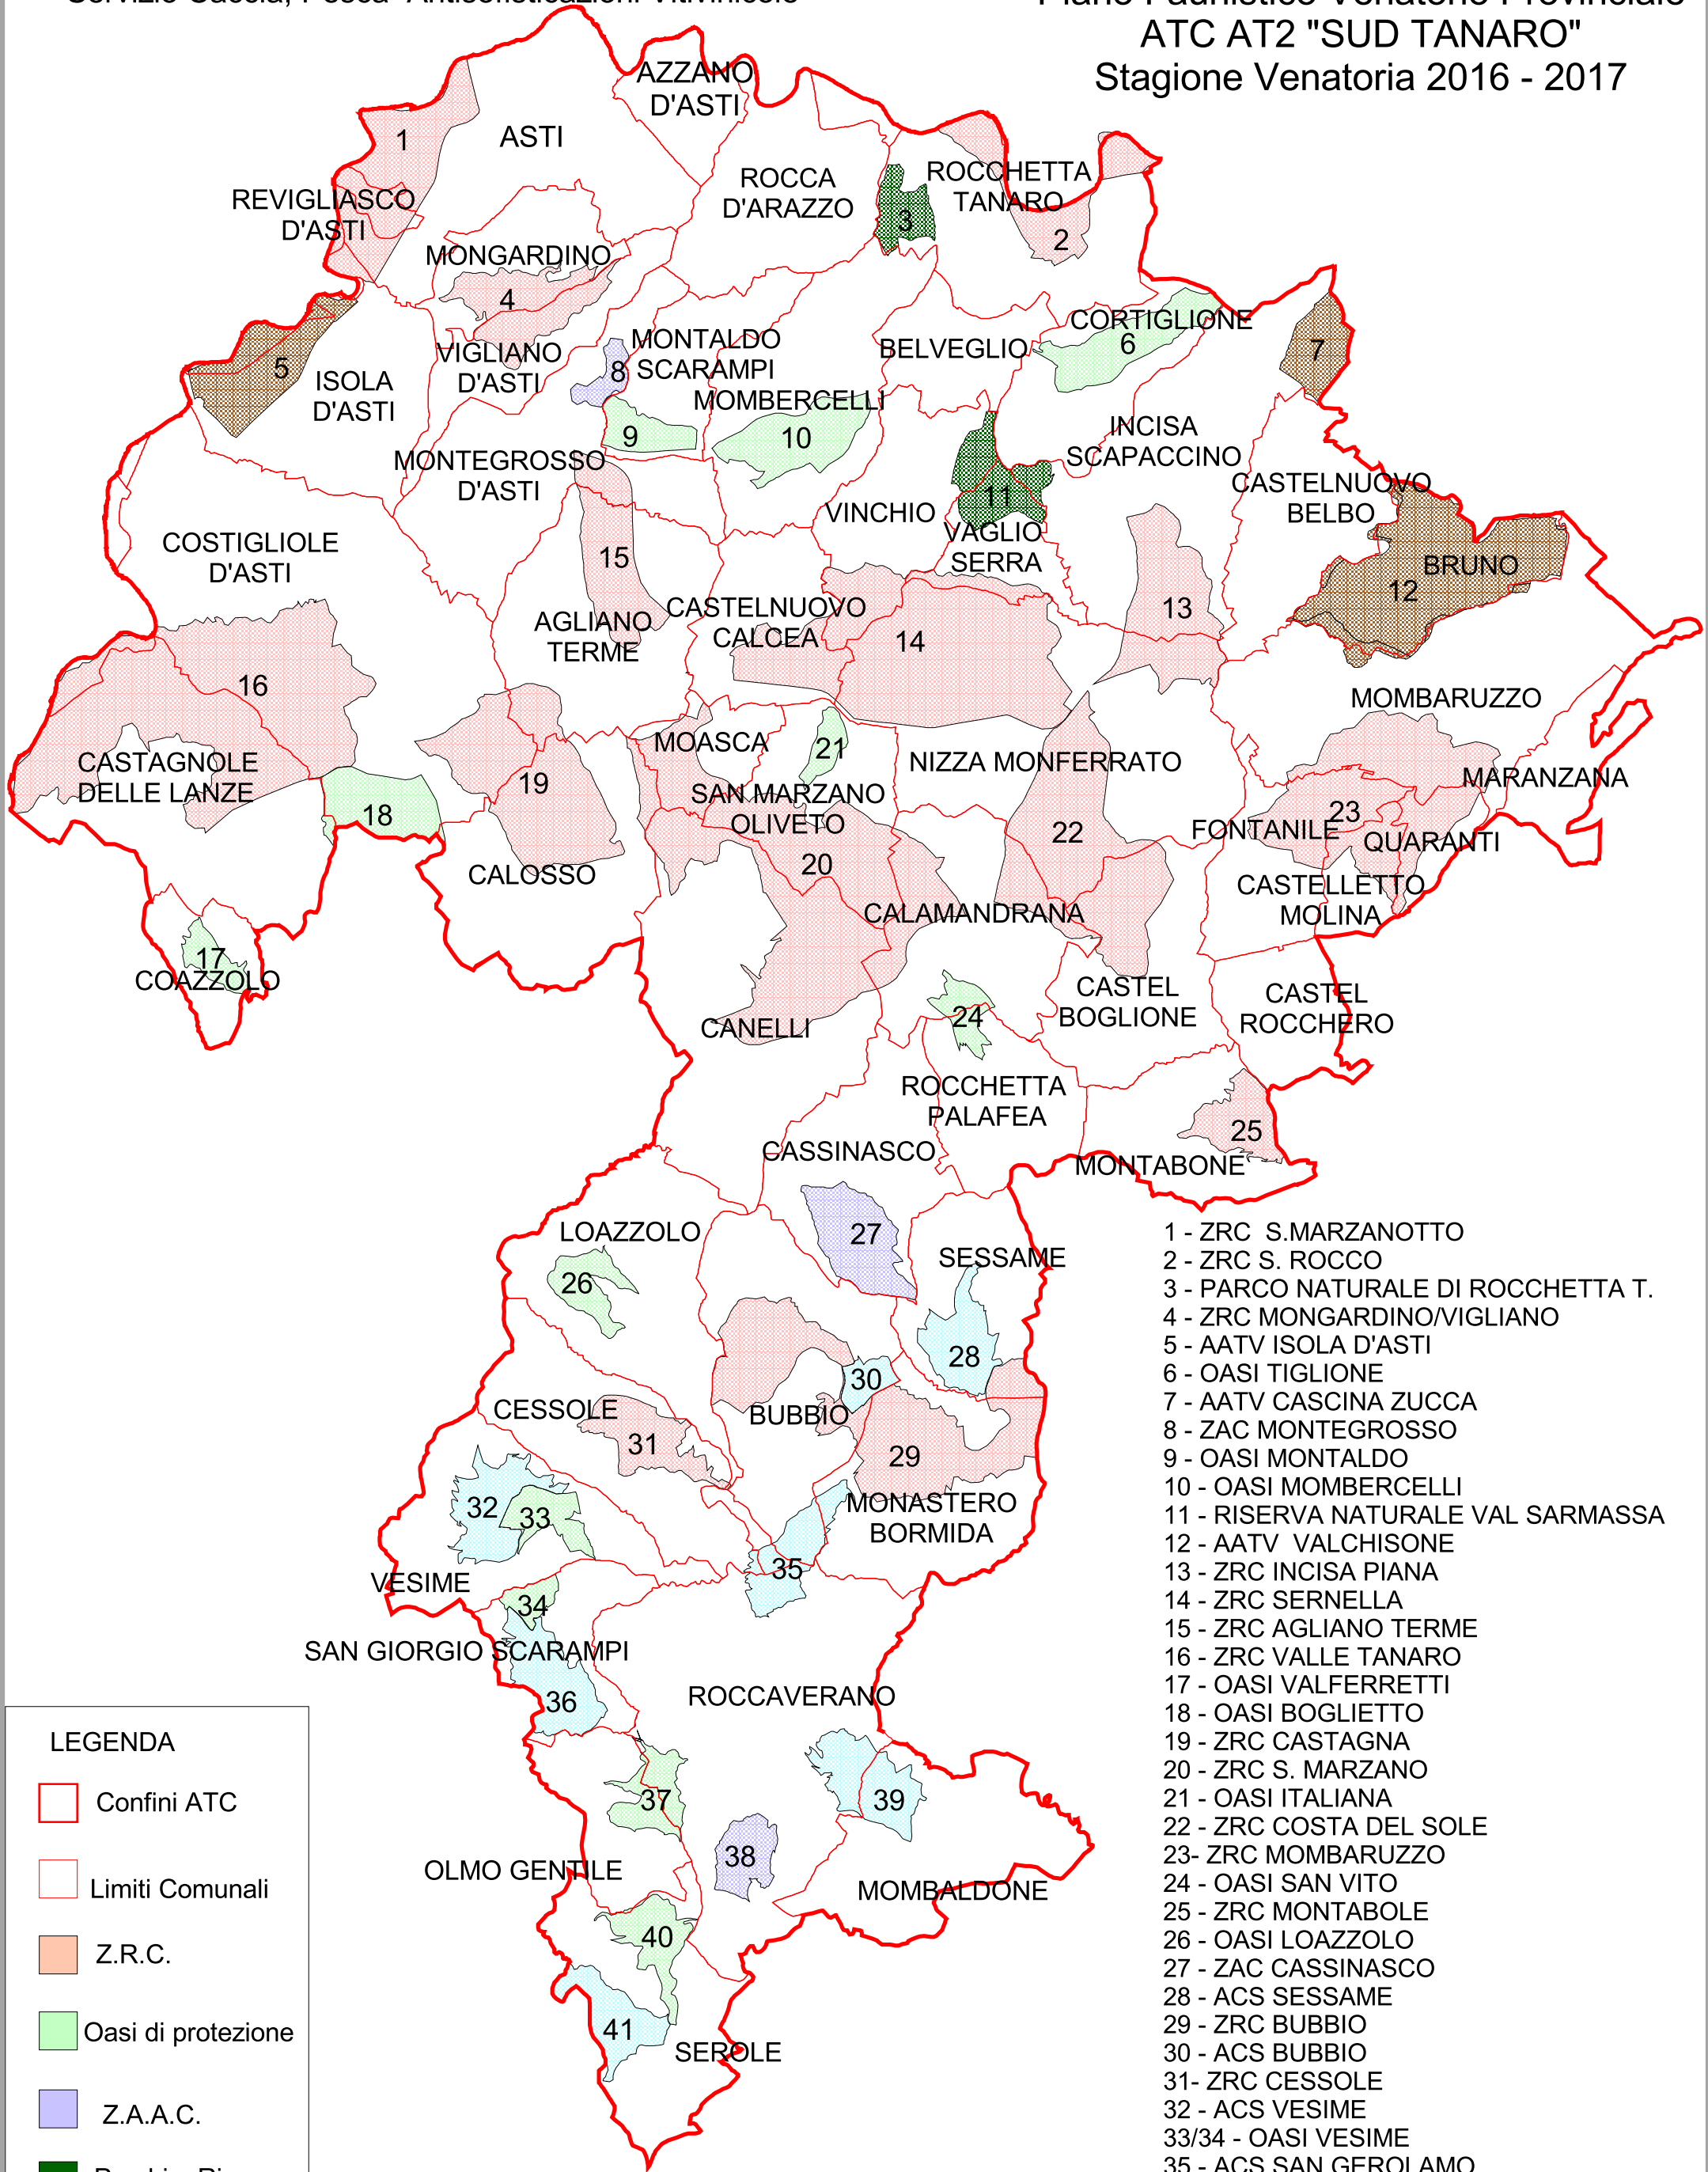 Servizio Caccia, Pesca Antisofisticazioni Vitivinicole
Piano Faunistico Venatorio Provinciale
ATC AT2 "SUD TANARO"
Stagione Venatoria 2016 - 2017
AZZANO
D'ASTI
ASTI
1
ROCCA
D'ARAZZO
ROCCHETTA
TANARO
REVIGLIASCO
D'ASTI
3
2
MONGARDINO
4
CORTIGLIONE
6
MONTALDO
SCARAMPI
BELVEGLIO
7
VIGLIANO
D'ASTI
8
5
ISOLA
D'ASTI
MOMBERCELLI
9
10
INCISA
SCAPACCINO
MONTEGROSSO
D'ASTI
CASTELNUOVO
BELBO
11
VINCHIO
VAGLIO
SERRA
COSTIGLIOLE
D'ASTI
15
BRUNO
12
13
AGLIANO
TERME
CASTELNUOVO
CALCEA
14
16
MOMBARUZZO
MOASCA
21
NIZZA MONFERRATO
CASTAGNOLE
DELLE LANZE
19
MARANZANA
SAN MARZANO
OLIVETO
18
22
23
FONTANILE
QUARANTI
20
CALOSSO
CASTELLETTO
MOLINA
CALAMANDRANA
17
COAZZOLO
CASTEL
BOGLIONE
CASTEL
ROCCHERO
24
CANELLI
ROCCHETTA
PALAFEA
25
CASSINASCO
MONTABONE
LOAZZOLO
27
SESSAME
26
28
30
CESSOLE
BUBBIO
31
29
32
33
MONASTERO
BORMIDA
35
VESIME
34
SAN GIORGIO SCARAMPI
36
ROCCAVERANO
37
39
38
OLMO GENTILE
MOMBALDONE
40
41
SEROLE
1 - ZRC S.MARZANOTTO
2 - ZRC S. ROCCO
3 - PARCO NATURALE DI ROCCHETTA T.
4 - ZRC MONGARDINO/VIGLIANO
5 - AATV ISOLA D'ASTI
6 - OASI TIGLIONE
7 - AATV CASCINA ZUCCA
8 - ZAC MONTEGROSSO
9 - OASI MONTALDO
10 - OASI MOMBERCELLI
11 - RISERVA NATURALE VAL SARMASSA
12 - AATV VALCHISONE
13 - ZRC INCISA PIANA
14 - ZRC SERNELLA
15 - ZRC AGLIANO TERME
16 - ZRC VALLE TANARO
17 - OASI VALFERRETTI
18 - OASI BOGLIETTO
19 - ZRC CASTAGNA
20 - ZRC S. MARZANO
21 - OASI ITALIANA
22 - ZRC COSTA DEL SOLE
23- ZRC MOMBARUZZO
24 - OASI SAN VITO
25 - ZRC MONTABOLE
26 - OASI LOAZZOLO
27 - ZAC CASSINASCO
28 - ACS SESSAME
29 - ZRC BUBBIO
30 - ACS BUBBIO
31- ZRC CESSOLE
32 - ACS VESIME
33/34 - OASI VESIME
35 - ACS SAN GEROLAMO
LEGENDA
Confini ATC
Limiti Comunali
Z.R.C.
Oasi di protezione
Z.A.A.C.